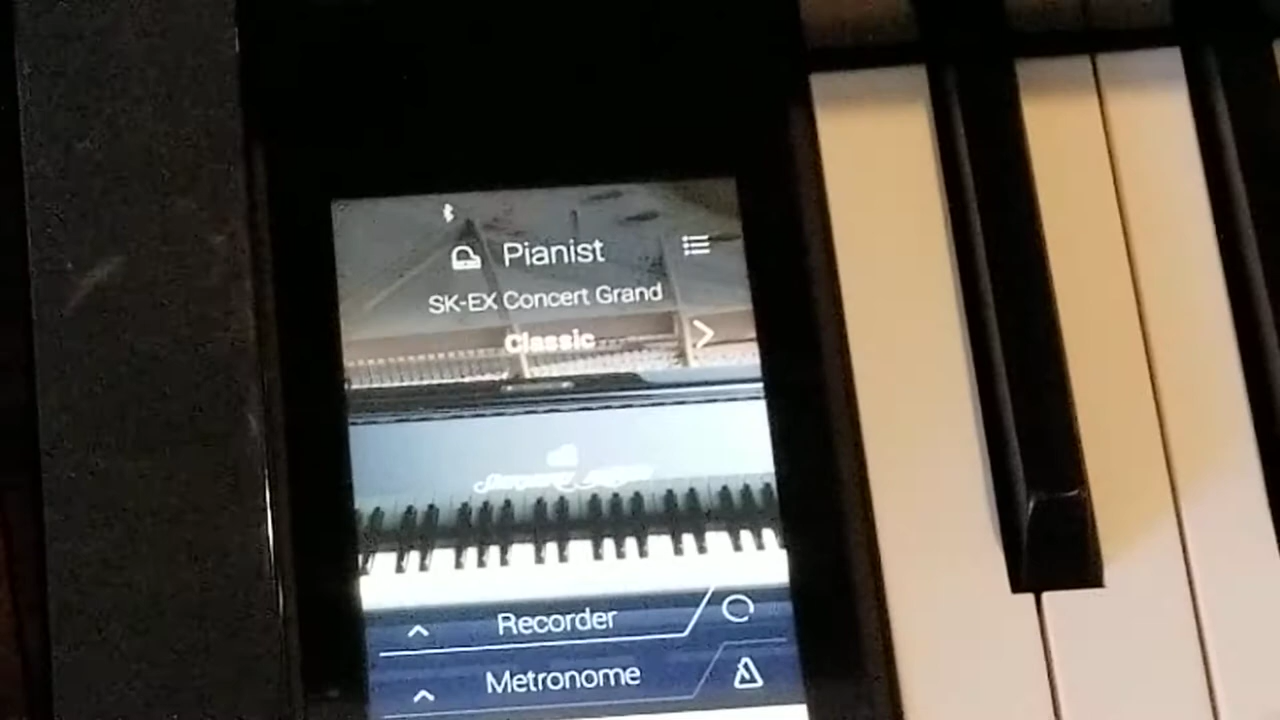 Pianist
SK-EX Concert Grand
Classic
Recorder
Metronome